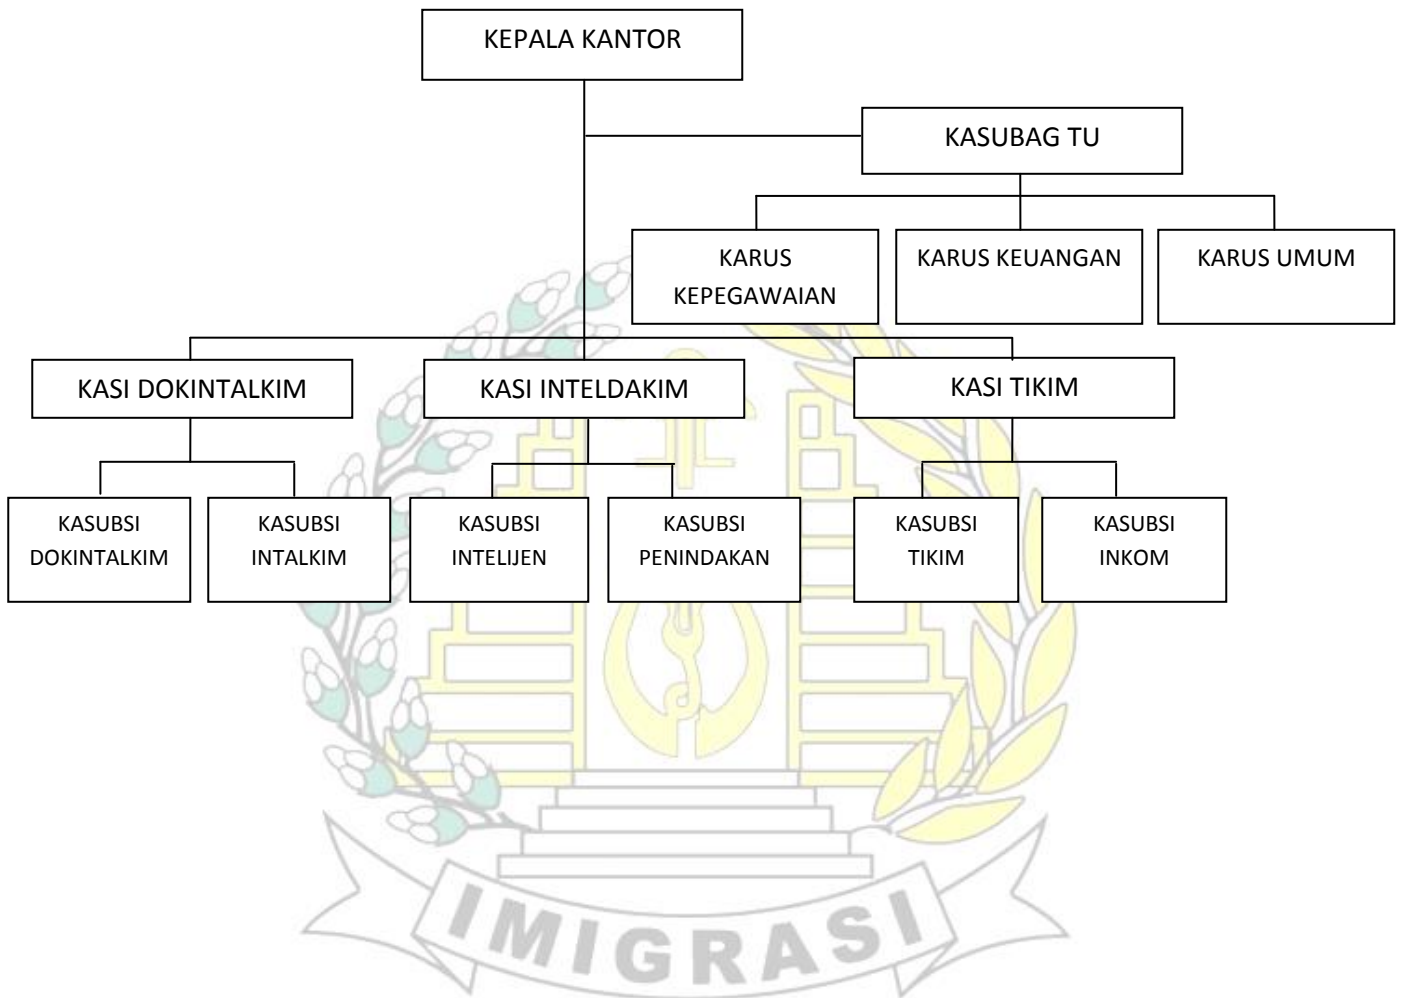 KEPALA KANTOR
KASUBAG TU
KARUS
KEPEGAWAIAN
KARUS KEUANGAN
KARUS UMUM
KASI DOKINTALKIM
KASI INTELDAKIM
KASI TIKIM
KASUBSI
DOKINTALKIM
KASUBSI
INTALKIM
KASUBSI
INTELIJEN
KASUBSI
PENINDAKAN
KASUBSI
TIKIM
KASUBSI
INKOM
IMIGRASI